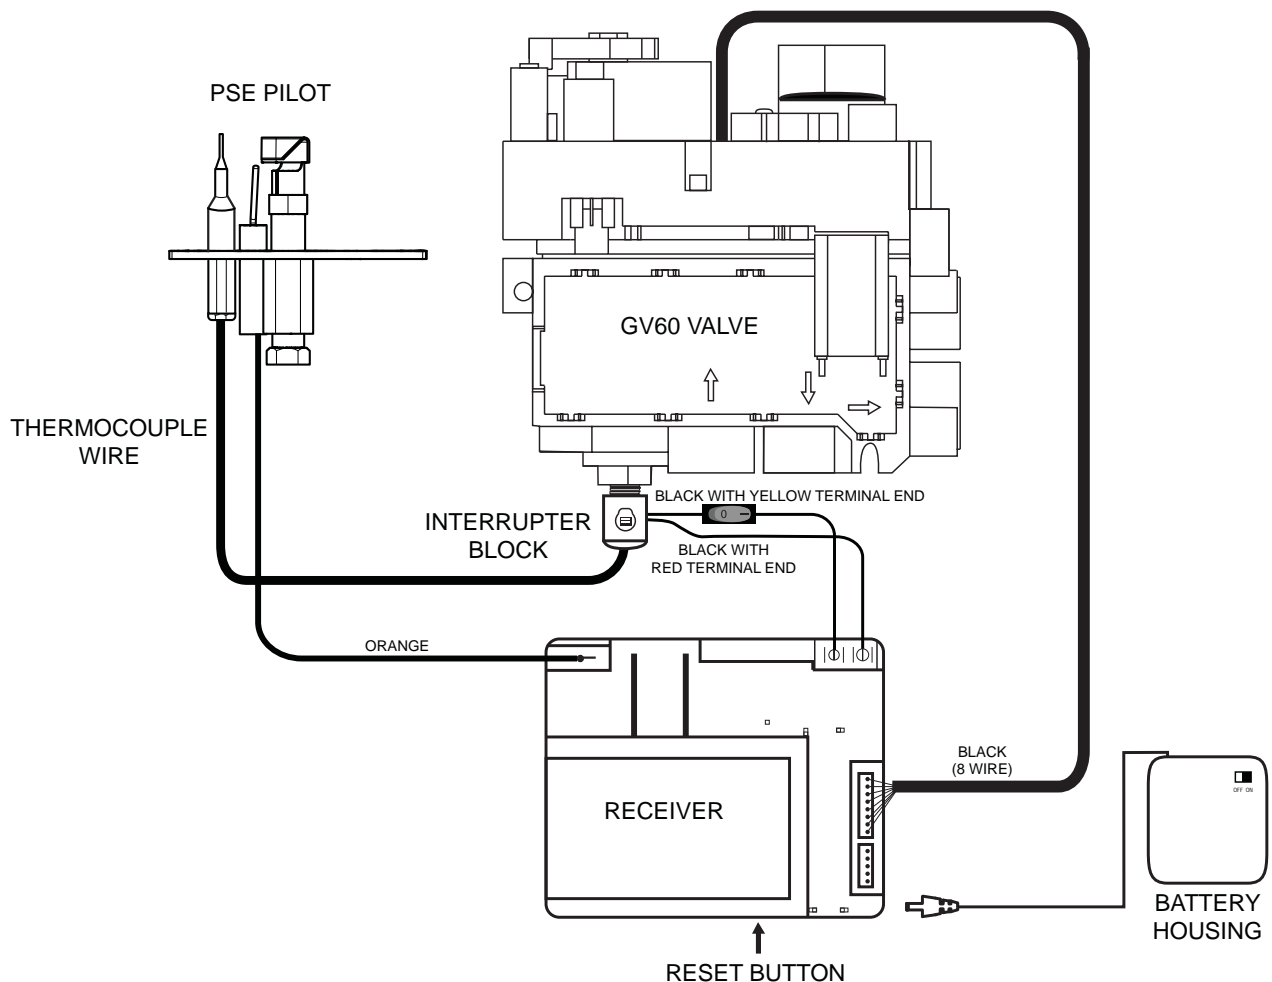 PSE PILOT
GV60 VALVE
THERMOCOUPLE
WIRE
BLACK WITH YELLOW TERMINAL END
0
INTERRUPTER
BLOCK
BLACK WITH
RED TERMINAL END
ORANGE
BLACK
(8 WIRE)
OFF ON
RECEIVER
BATTERY
HOUSING
RESET BUTTON